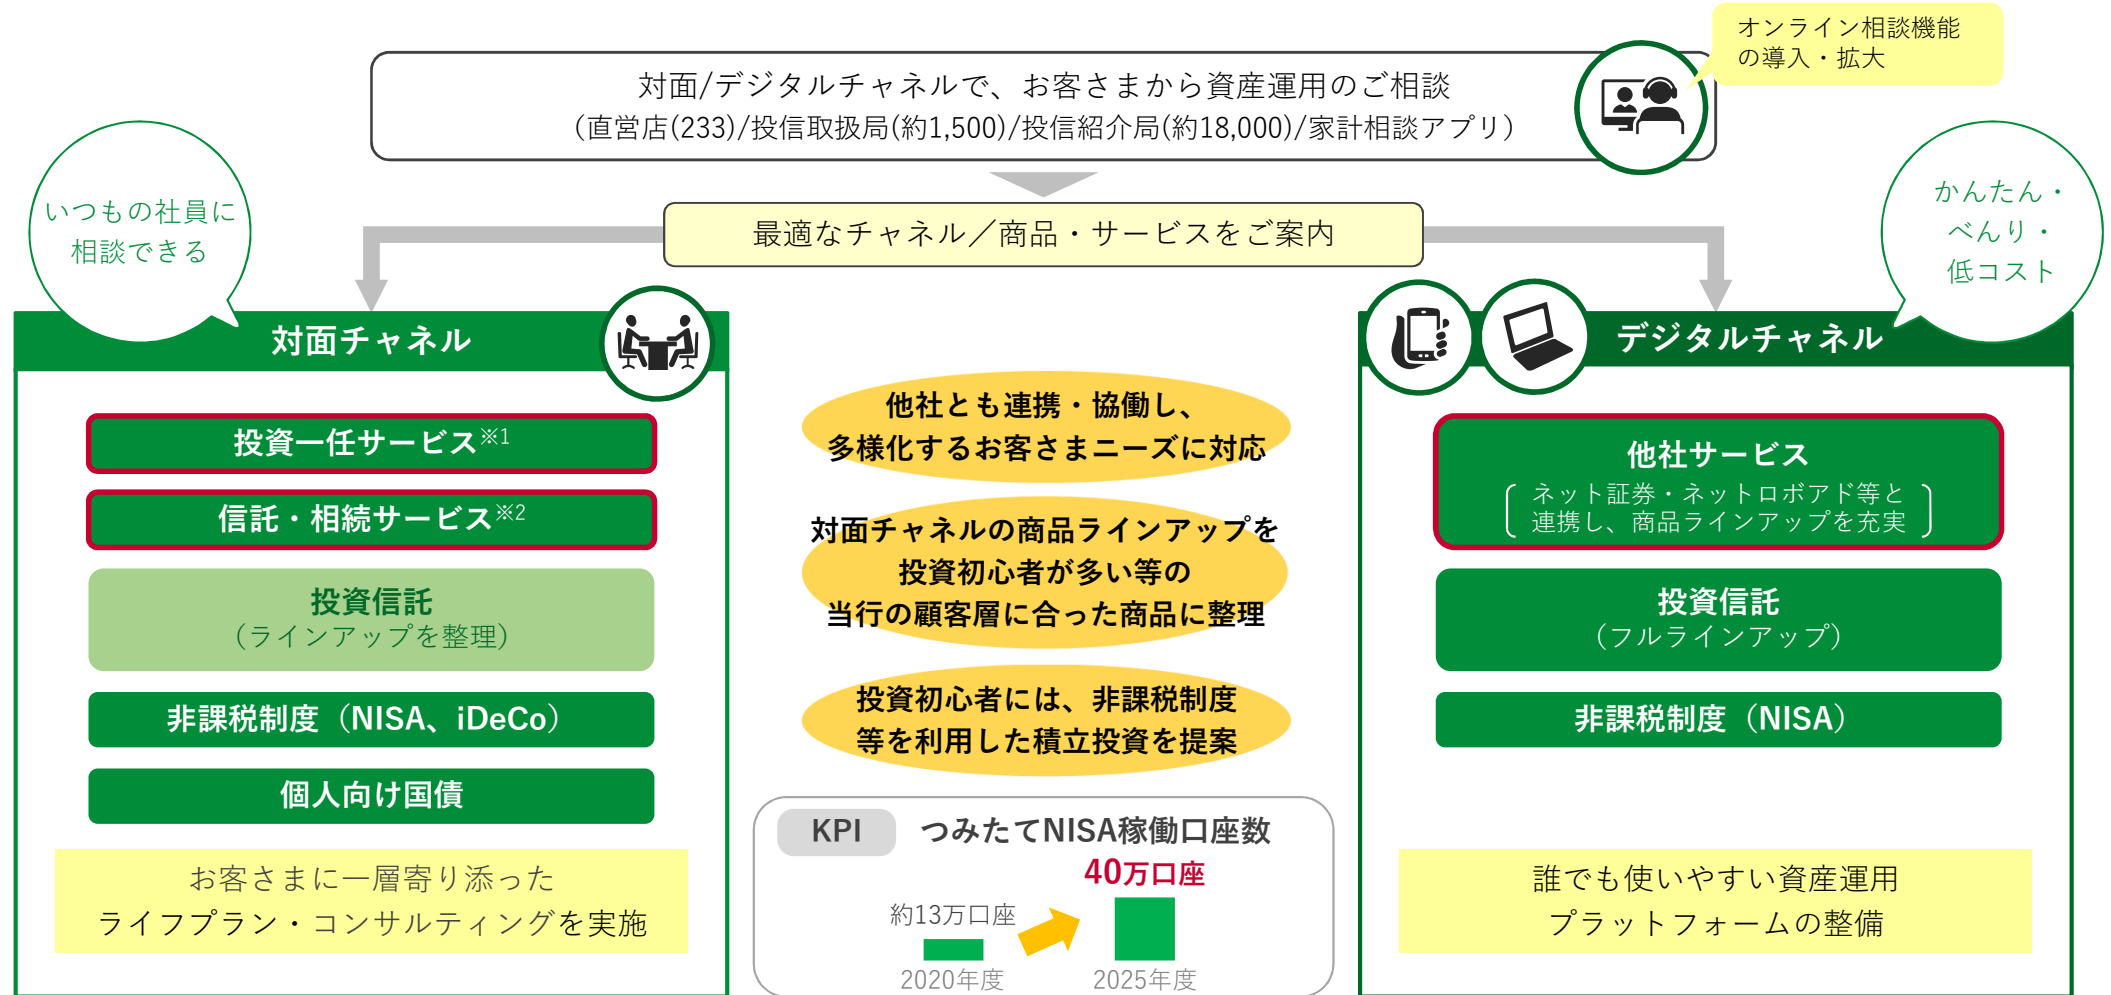 オンライン相談機能
の導入・拡大
対面/デジタルチャネルで、お客さまから資産運用のご相談
（直営店(233)/投信取扱局(約1,500)/投信紹介局(約18,000)/家計相談アプリ）
いつもの社員に
相談できる
かんたん・
べんり・
低コスト
最適なチャネル／商品・サービスをご案内
対面チャネル
投資一任サービス※1
信託・相続サービス※2
投資信託
（ラインアップを整理）
非課税制度（NISA、iDeCo）
個人向け国債
お客さまに一層寄り添った
ライフプラン・コンサルティングを実施
他社とも連携・協働し、
多様化するお客さまニーズに対応
対面チャネルの商品ラインアップを
投資初心者が多い等の
当行の顧客層に合った商品に整理
投資初心者には、非課税制度
等を利用した積立投資を提案
KPI つみたてNISA稼働口座数
40万口座
約13万口座
2020年度 2025年度
デジタルチャネル
他社サービス
ネット証券・ネットロボアド等と
連携し、商品ラインアップを充実
投資信託
（フルラインアップ）
非課税制度（NISA）
誰でも使いやすい資産運用
プラットフォームの整備